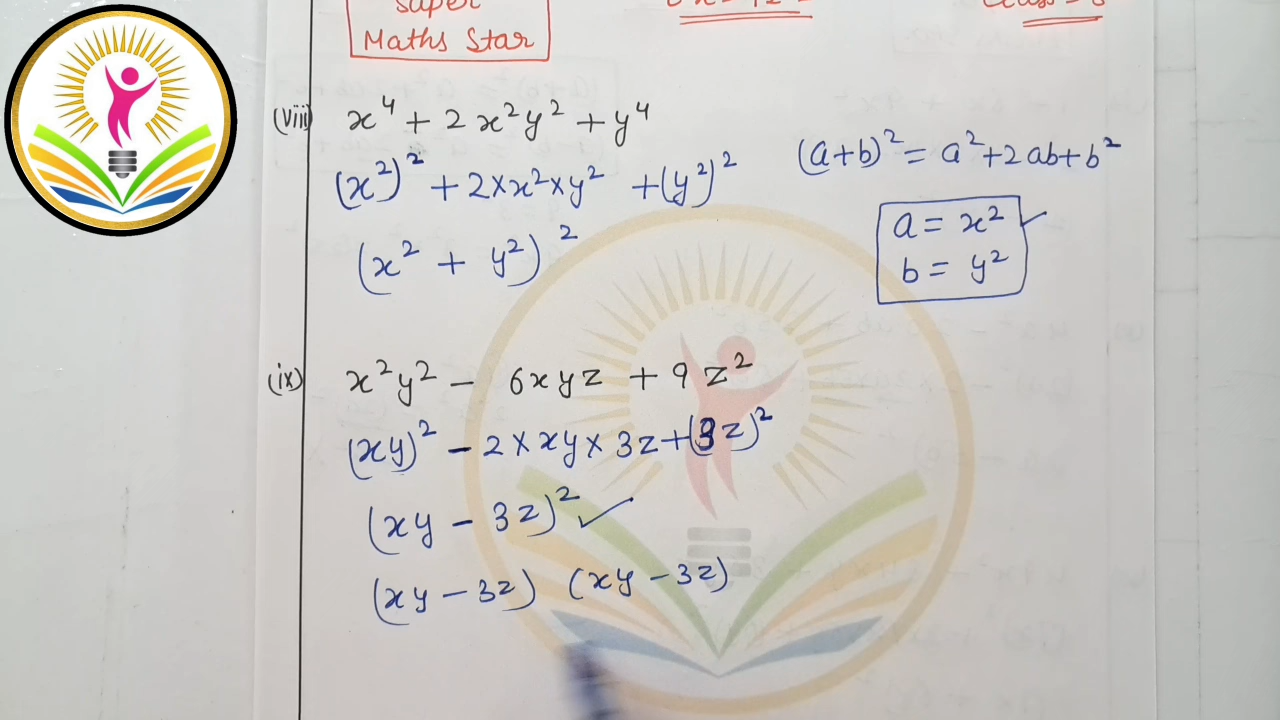 Super
Maths Star
(viii) x⁴ + 2x²y² + y⁴
(x²)² + 2×x²×y² + (y²)²
(a+b)² = a²+2ab+b²
(x² + y²)²
a = x²
b = y²
(ix) x²y² - 6xyz + 9z²
(xy)² - 2×xy×3z+(3z)²
(xy - 3z)² ✓
(xy - 3z) (xy - 3z)